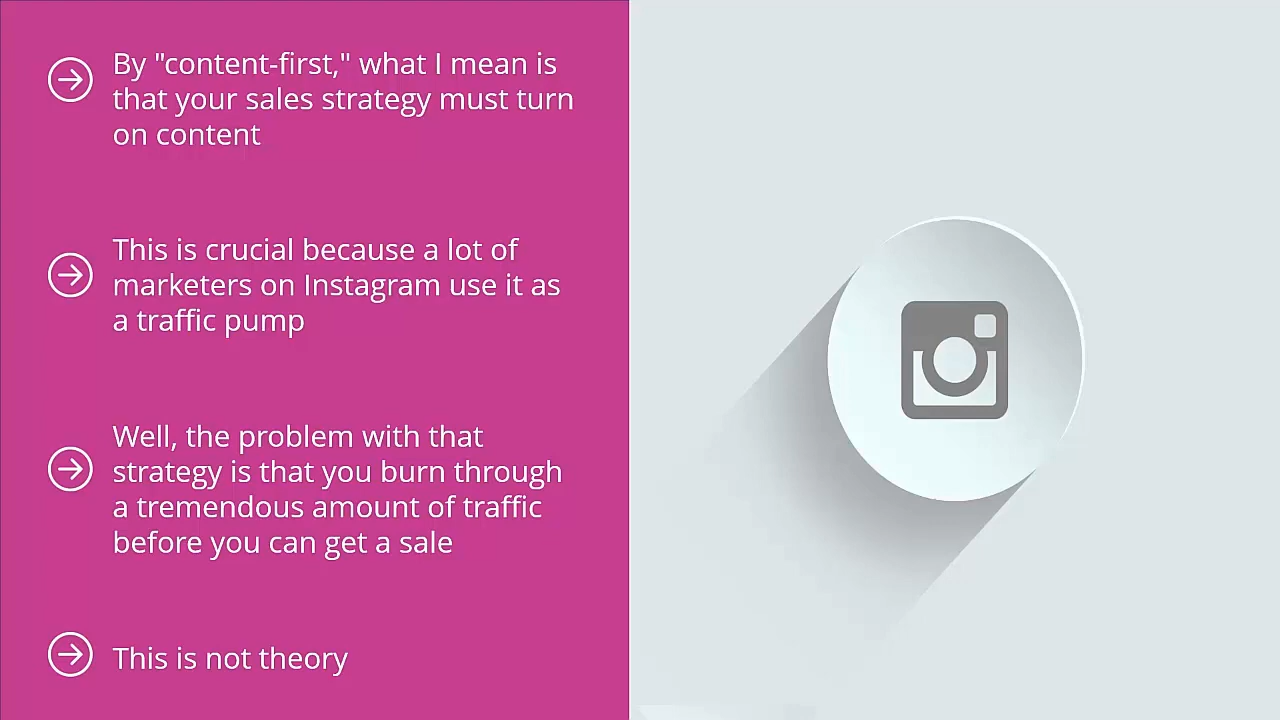 By "content-first," what I mean is
that your sales strategy must turn
on content
This is crucial because a lot of
marketers on Instagram use it as
a traffic pump
Well, the problem with that
strategy is that you burn through
a tremendous amount of traffic
before you can get a sale
This is not theory